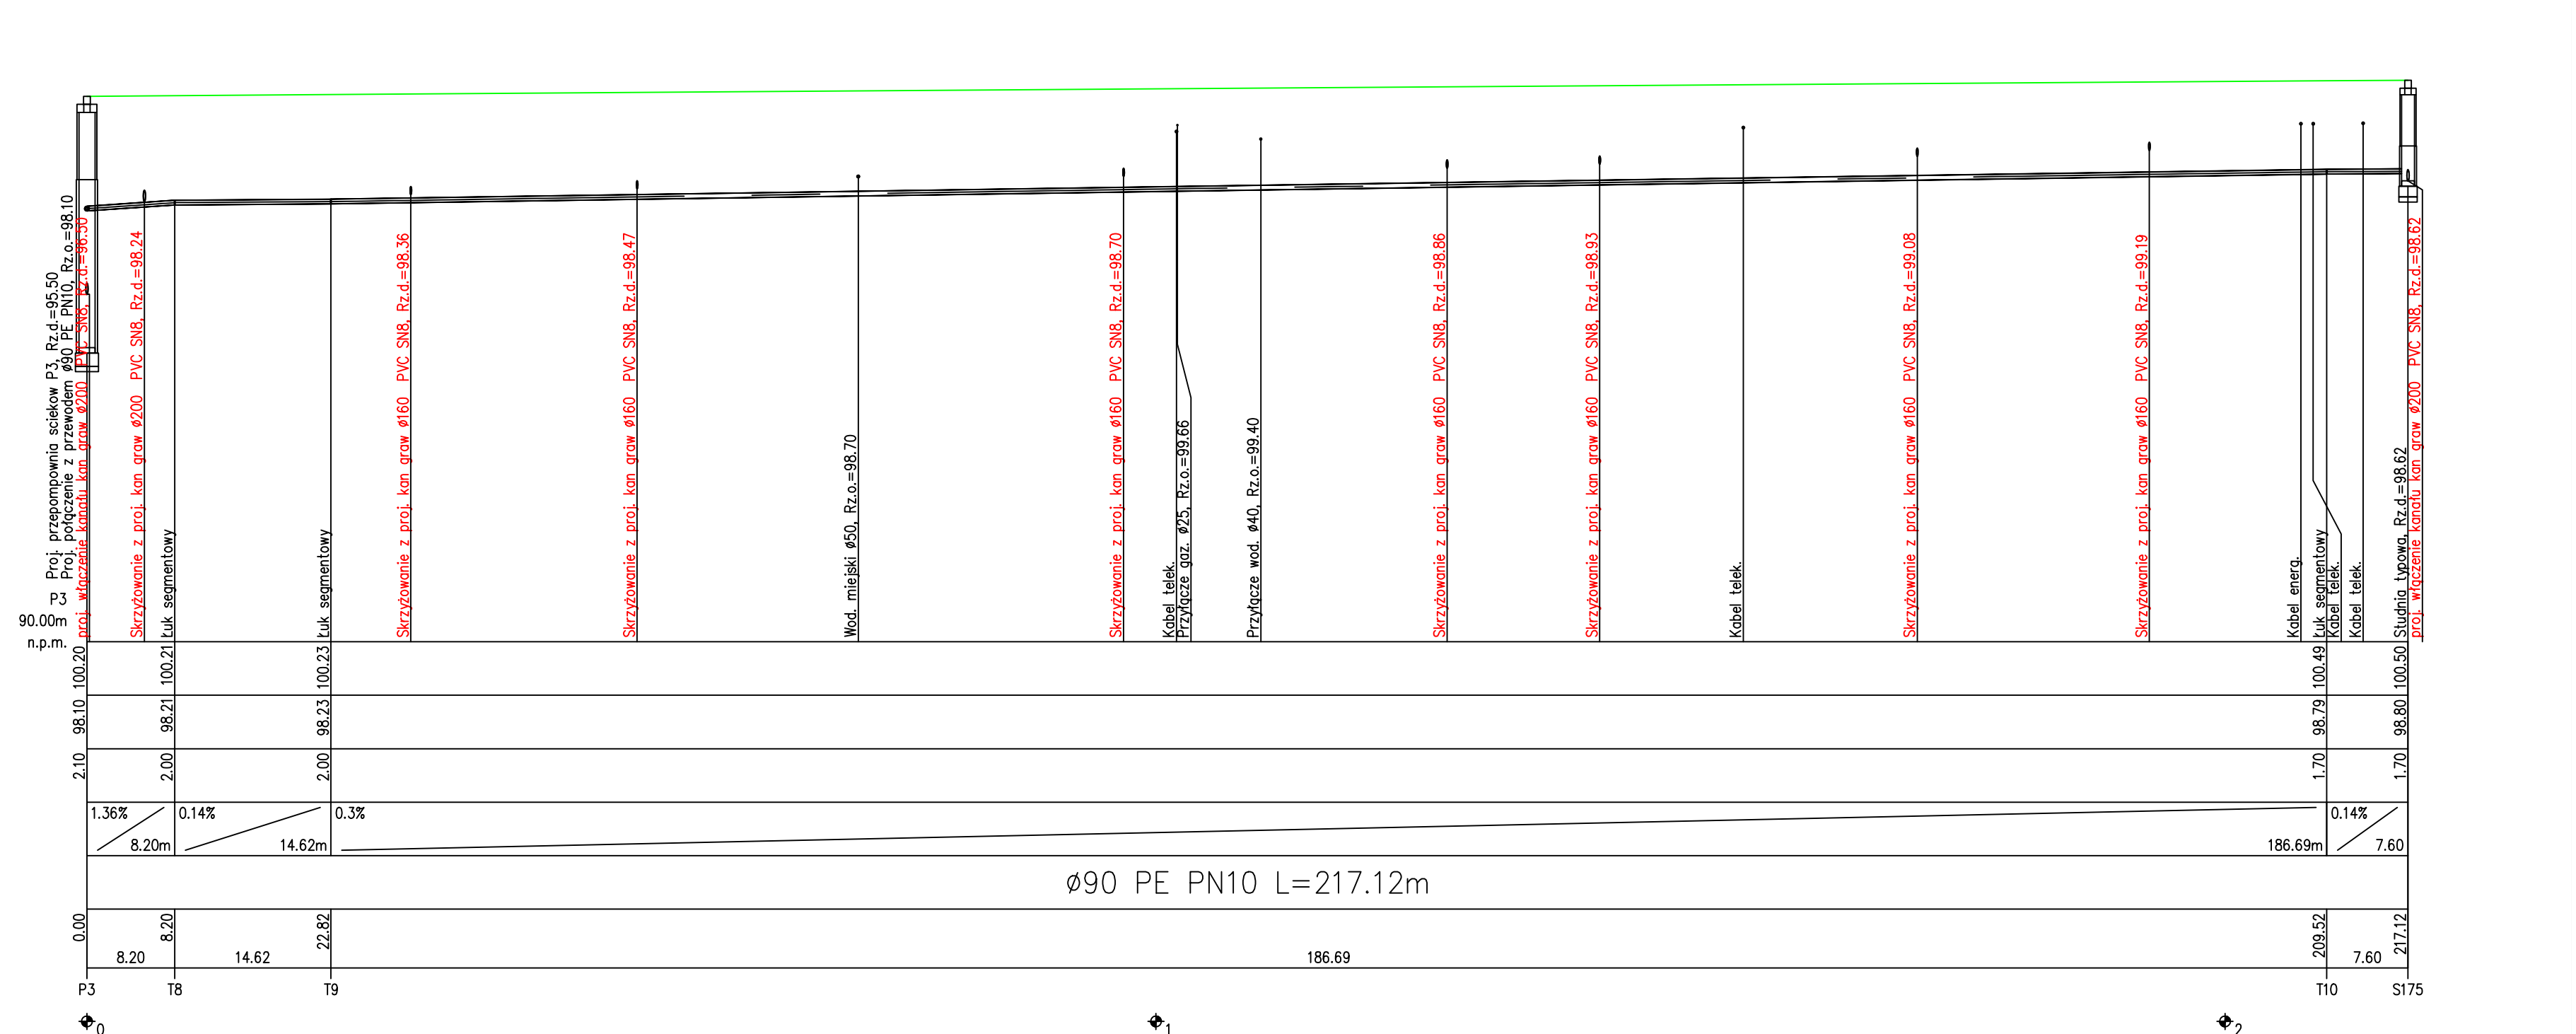 Proj. przepompownia sciekow P3, Rz.d.=95.50
Proj. połączenie z przewodem ø90 PE PN10, Rz.o.=98.10
proj. włączenie kanału kan graw ø200 PVC SN8, Rz.d.=96.50
Skrzyżowanie z proj. kan graw ø200 PVC SN8, Rz.d.=98.24
Łuk segmentowy
Łuk segmentowy
Skrzyżowanie z proj. kan graw ø160 PVC SN8, Rz.d.=98.36
Skrzyżowanie z proj. kan graw ø160 PVC SN8, Rz.d.=98.47
Wod. miejski ø50, Rz.o.=98.70
Skrzyżowanie z proj. kan graw ø160 PVC SN8, Rz.d.=98.70
Kabel telek.
Przyłącze gaz. ø25, Rz.o.=99.66
Przyłącze wod. ø40, Rz.o.=99.40
Skrzyżowanie z proj. kan graw ø160 PVC SN8, Rz.d.=98.86
Skrzyżowanie z proj. kan graw ø160 PVC SN8, Rz.d.=98.93
Kabel telek.
Skrzyżowanie z proj. kan graw ø160 PVC SN8, Rz.d.=99.08
Skrzyżowanie z proj. kan graw ø160 PVC SN8, Rz.d.=99.19
Kabel energ.
Łuk segmentowy
Kabel telek.
Kabel telek.
Studnia typowa, Rz.d.=98.62
proj. włączenie kanału kan graw ø200 PVC SN8, Rz.d.=98.62
P3
90.00m
n.p.m.
100.20 100.21 100.23 100.49 100.50
98.10 98.21 98.23 98.79 98.80
2.10 2.00 2.00 1.70 1.70
1.36% 0.14% 0.3% 0.14%
8.20m 14.62m 186.69m 7.60
ø90 PE PN10 L=217.12m
0.00 8.20 22.82 209.52 217.12
8.20 14.62 186.69 7.60
P3 T8 T9 T10 S175
0 1 2